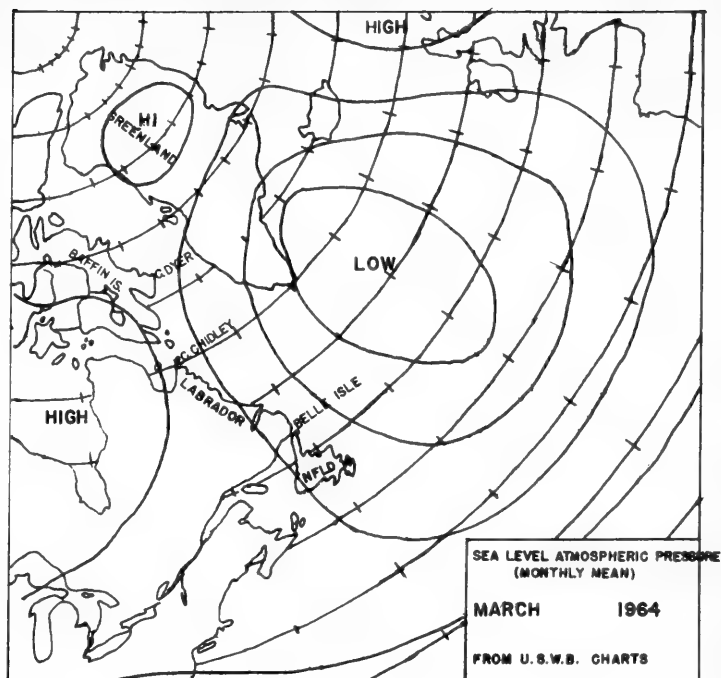 HIGH
HI
GREENLAND
LOW
BAFFIN IS.
C.DYER
C. CHIDLEY
HIGH
LABRADOR
BELLE ISLE
NFLD
SEA LEVEL ATMOSPHERIC PRESSURE
(MONTHLY MEAN)
MARCH 1964
FROM U.S.W.B. CHARTS